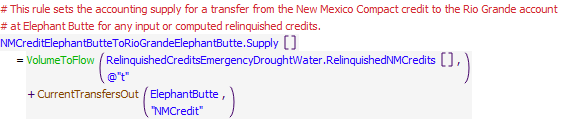 # This rule sets the accounting supply for a transfer from the New Mexico Compact credit to the Rio Grande account
# at Elephant Butte for any input or computed relinquished credits.
NMCreditElephantButteToRioGrandeElephantButte.Supply []
= VolumeToFlow ( RelinquishedCreditsEmergencyDroughtWater.RelinquishedNMCredits [] ,
@"t" )
+ CurrentTransfersOut ( ElephantButte ,
"NMCredit" )